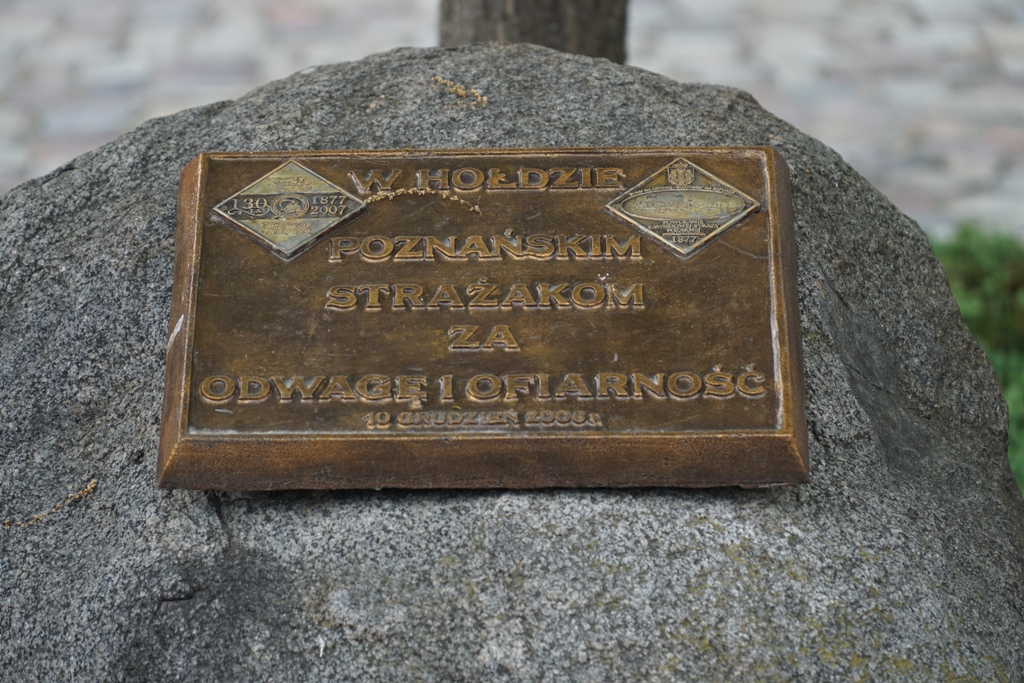 W HOŁDZIE
130 1877
2007
1877
POZNAŃSKIM
STRAŻAKOM
ZA
ODWAGĘ I OFIARNOŚĆ
10 GRUDZIEŃ 2006 r.